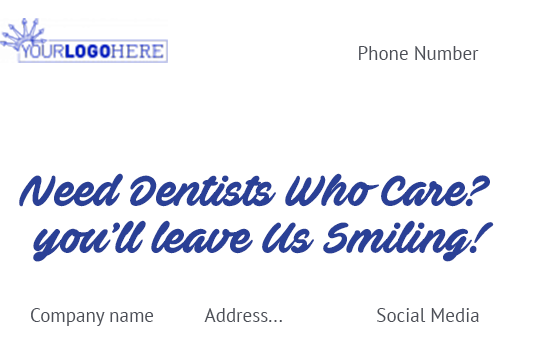 YOURLOGOHERE
Phone Number
Need Dentists Who Care?
you'll leave Us Smiling!
Company name
Address...
Social Media